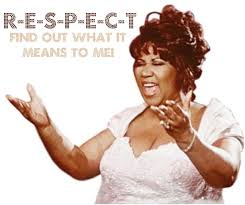 R-E-S-P-E-C-T
FIND OUT WHAT IT
MEANS TO ME!